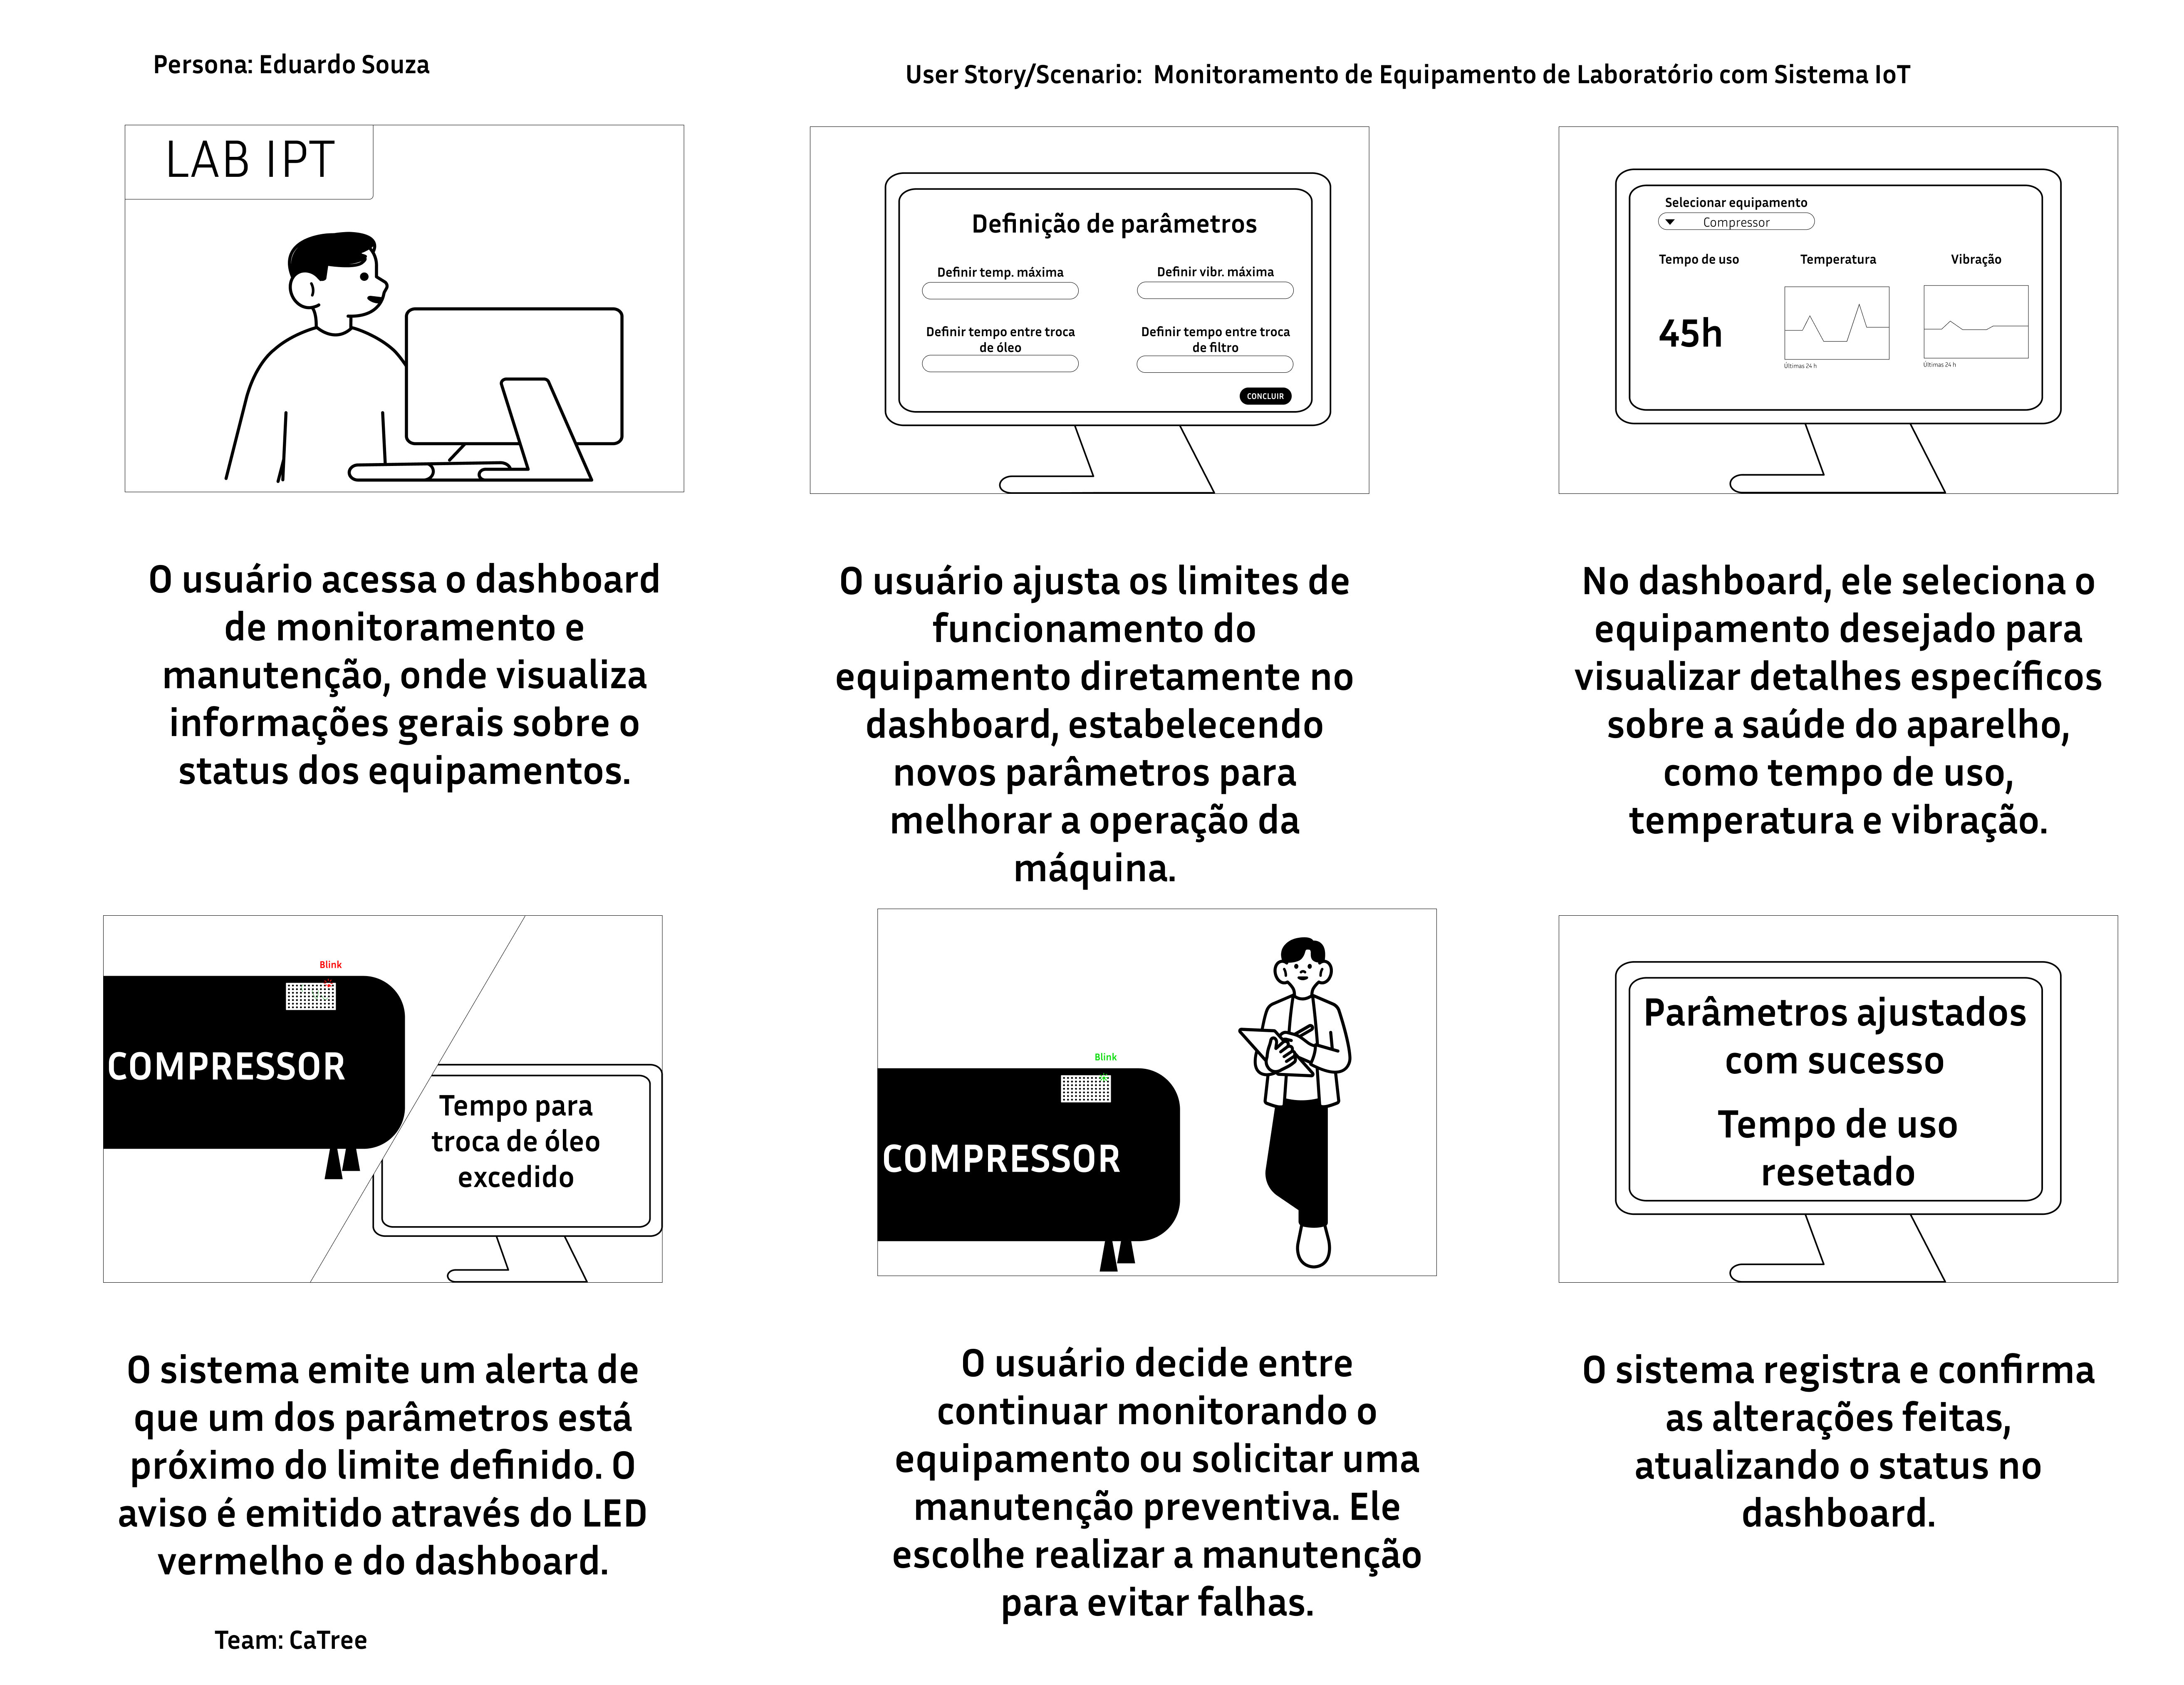 Persona: Eduardo Souza
User Story/Scenario:  Monitoramento de Equipamento de Laboratório com Sistema IoT
LAB IPT
Definição de parâmetros
Definir temp. máxima
Definir vibr. máxima
Definir tempo entre troca
de óleo
Definir tempo entre troca
de filtro
CONCLUIR
Selecionar equipamento
Compressor
Tempo de uso
Temperatura
Vibração
45h
Últimas 24 h
Últimas 24 h
O usuário acessa o dashboard
de monitoramento e
manutenção, onde visualiza
informações gerais sobre o
status dos equipamentos.
O usuário ajusta os limites de
funcionamento do
equipamento diretamente no
dashboard, estabelecendo
novos parâmetros para
melhorar a operação da
máquina.
No dashboard, ele seleciona o
equipamento desejado para
visualizar detalhes específicos
sobre a saúde do aparelho,
como tempo de uso,
temperatura e vibração.
Blink
COMPRESSOR
Tempo para
troca de óleo
excedido
Blink
COMPRESSOR
Parâmetros ajustados
com sucesso
Tempo de uso
resetado
O sistema emite um alerta de
que um dos parâmetros está
próximo do limite definido. O
aviso é emitido através do LED
vermelho e do dashboard.
O usuário decide entre
continuar monitorando o
equipamento ou solicitar uma
manutenção preventiva. Ele
escolhe realizar a manutenção
para evitar falhas.
O sistema registra e confirma
as alterações feitas,
atualizando o status no
dashboard.
Team: CaTree